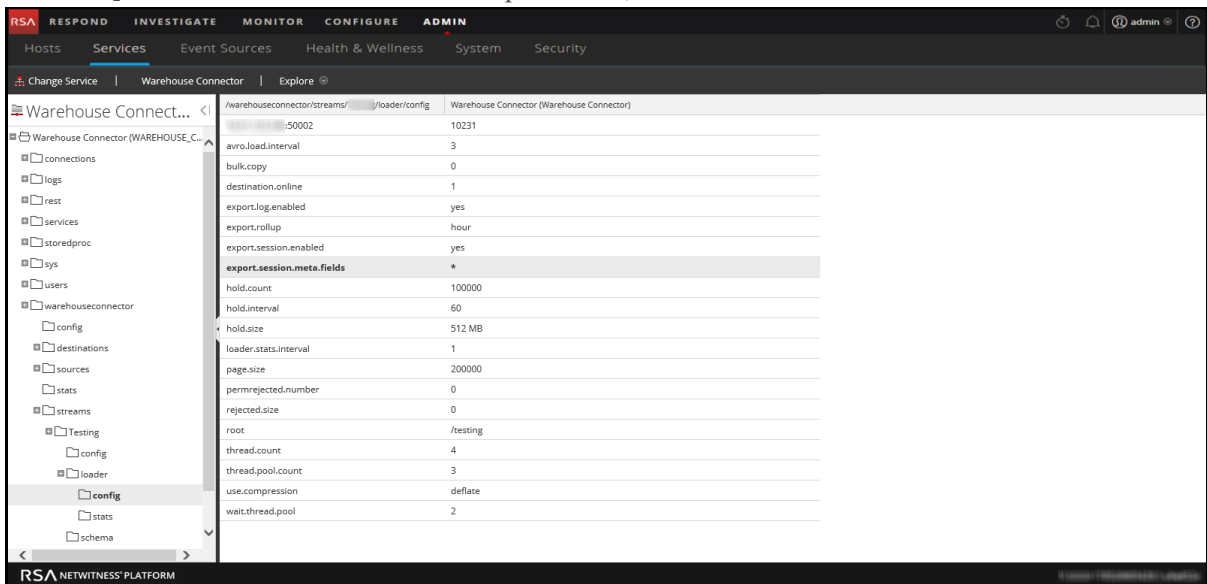 RSA RESPOND INVESTIGATE MONITOR CONFIGURE ADMIN admin ?
Hosts Services Event Sources Health & Wellness System Security
Change Service | Warehouse Connector | Explore
Warehouse Connect...
/warehouseconnector/streams/ /loader/config Warehouse Connector (Warehouse Connector)
Warehouse Connector (WAREHOUSE_C...
connections
logs
rest
services
storedproc
sys
users
warehouseconnector
config
destinations
sources
stats
streams
Testing
config
loader
config
stats
schema
:50002 10231
avro.load.interval 3
bulk.copy 0
destination.online 1
export.log.enabled yes
export.rollup hour
export.session.enabled yes
export.session.meta.fields *
hold.count 100000
hold.interval 60
hold.size 512 MB
loader.stats.interval 1
page.size 200000
permrejected.number 0
rejected.size 0
root /testing
thread.count 4
thread.pool.count 3
use.compression deflate
wait.thread.pool 2
RSA NETWITNESS® PLATFORM